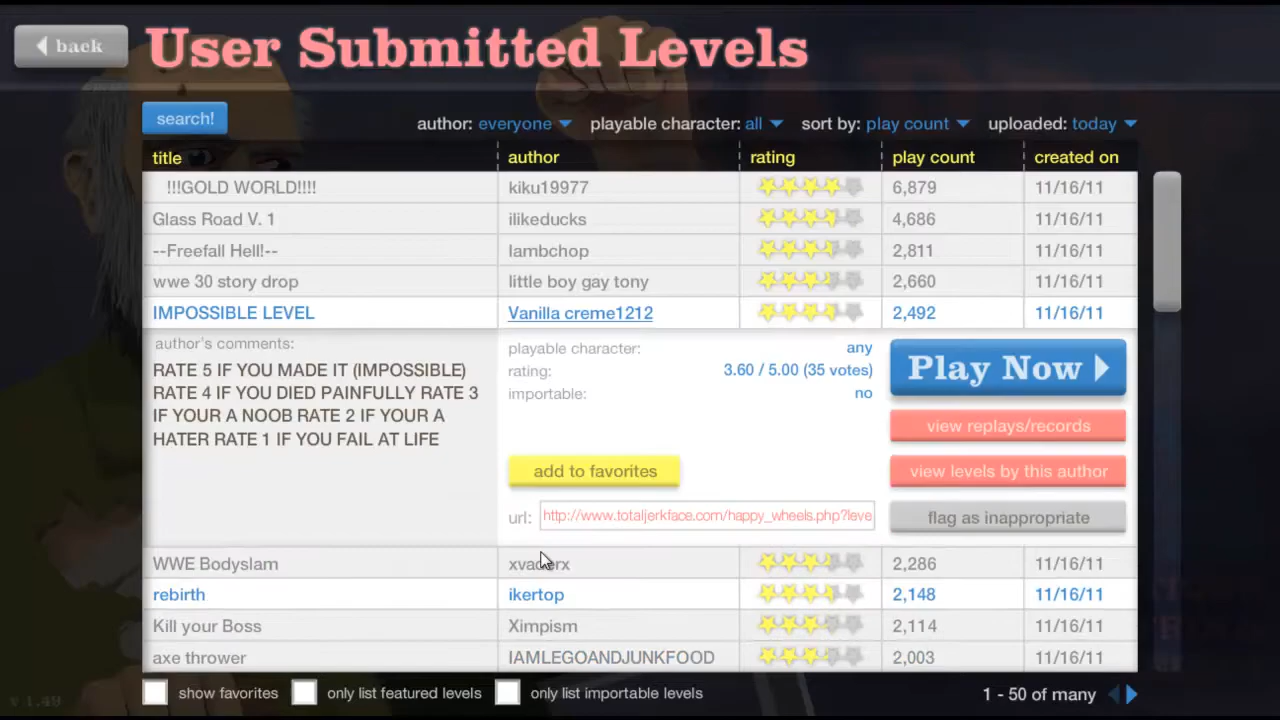 back
User Submitted Levels
search!
author: everyone playable character: all sort by: play count uploaded: today
title author rating play count created on
!!!GOLD WORLD!!!! kiku19977 6,879 11/16/11
Glass Road V. 1 ilikeducks 4,686 11/16/11
--Freefall Hell!-- lambchop 2,811 11/16/11
wwe 30 story drop little boy gay tony 2,660 11/16/11
IMPOSSIBLE LEVEL Vanilla creme1212 2,492 11/16/11
author's comments:
RATE 5 IF YOU MADE IT (IMPOSSIBLE)
RATE 4 IF YOU DIED PAINFULLY RATE 3
IF YOUR A NOOB RATE 2 IF YOUR A
HATER RATE 1 IF YOU FAIL AT LIFE
playable character: any
rating: 3.60 / 5.00 (35 votes)
importable: no
add to favorites
url: http://www.totaljerkface.com/happy_wheels.php?leve
Play Now
view replays/records
view levels by this author
flag as inappropriate
WWE Bodyslam 2,286 11/16/11
rebirth ikertop 2,148 11/16/11
Kill your Boss Ximpism 2,114 11/16/11
axe thrower IAMLEGOANDJUNKFOOD 2,003 11/16/11
show favorites only list featured levels only list importable levels 1 - 50 of many
v 1.49